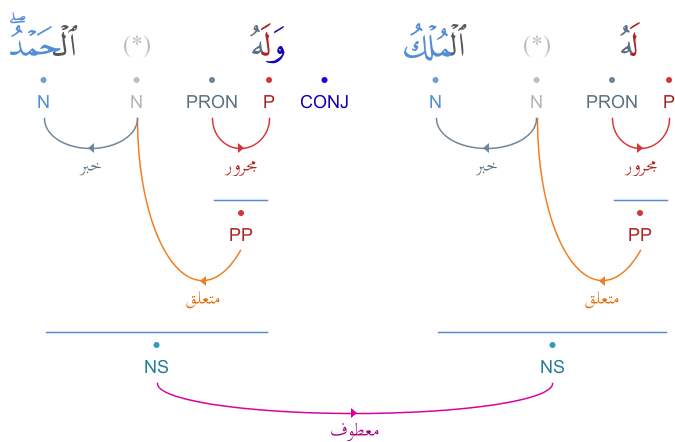 لَهُ (*) ٱلْمُلْكُ وَلَهُ (*) ٱلْحَمْدُ ۖ
P PRON N N CONJ P PRON N N
مجرور خبر مجرور خبر
PP PP
متعلق متعلق
NS NS
معطوف